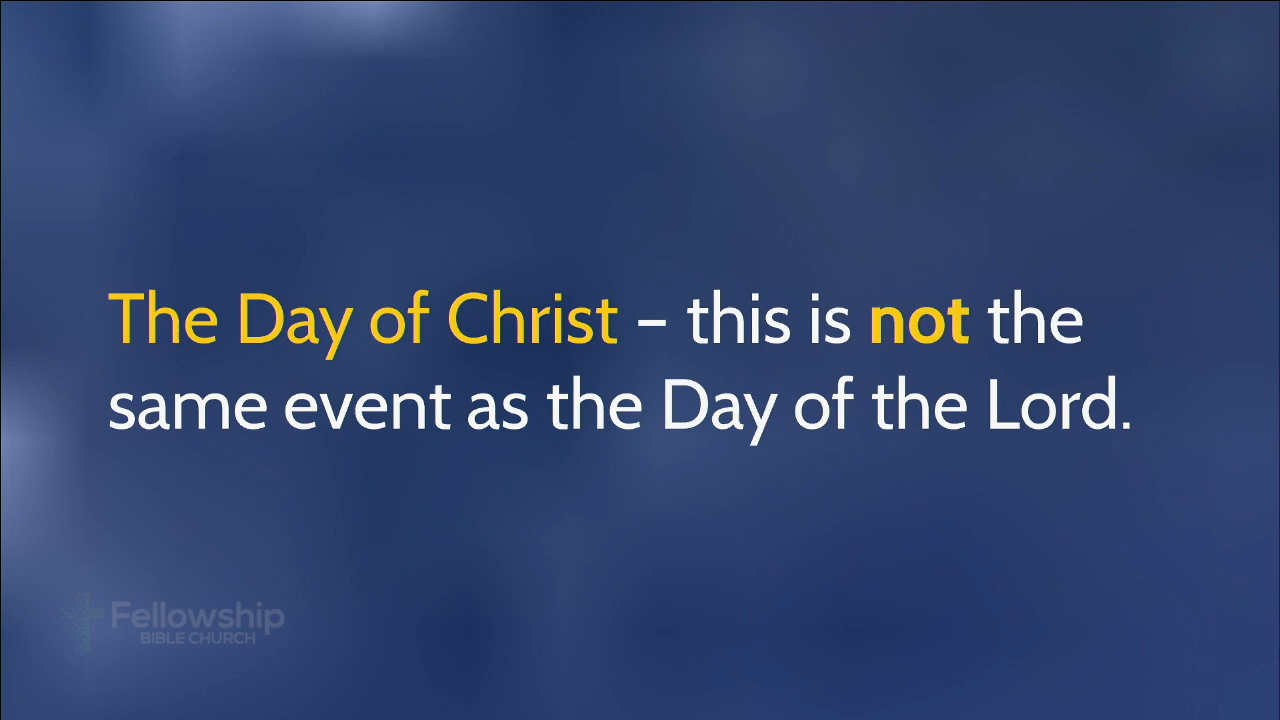 The Day of Christ – this is not the
same event as the Day of the Lord.
Fellowship
BIBLE CHURCH